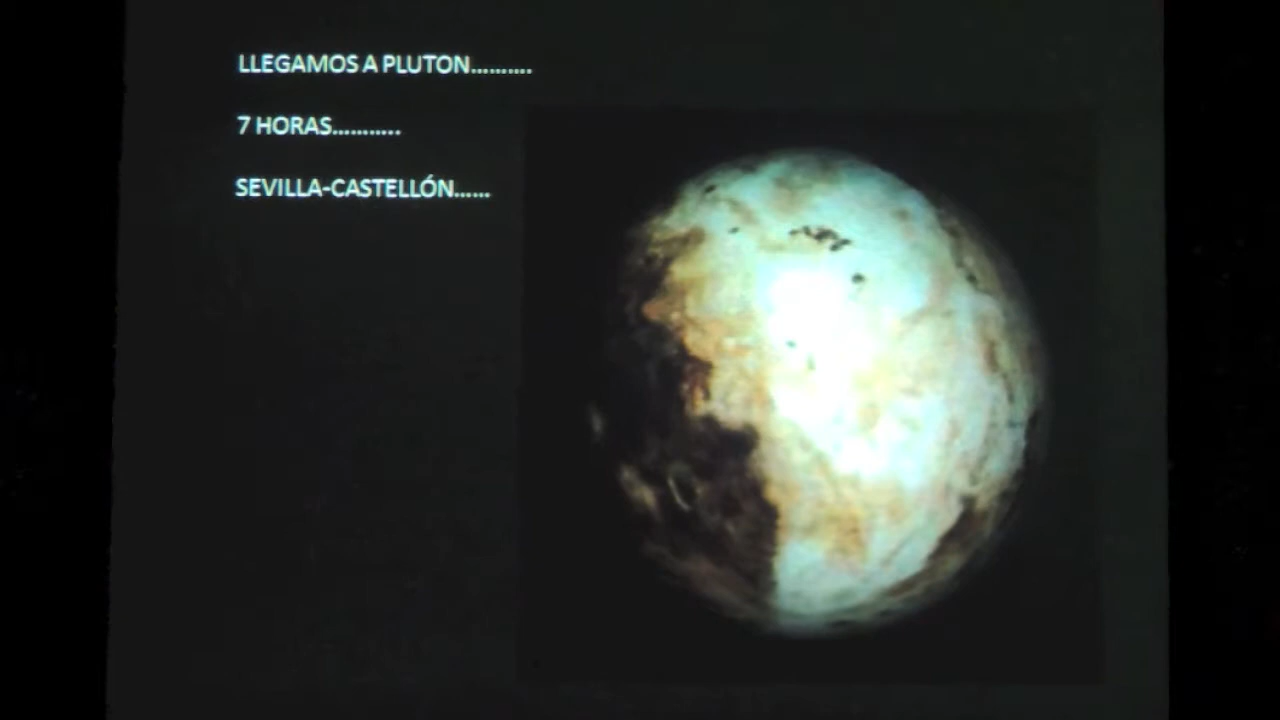 LLEGAMOS A PLUTON..........
7 HORAS...........
SEVILLA-CASTELLÓN......